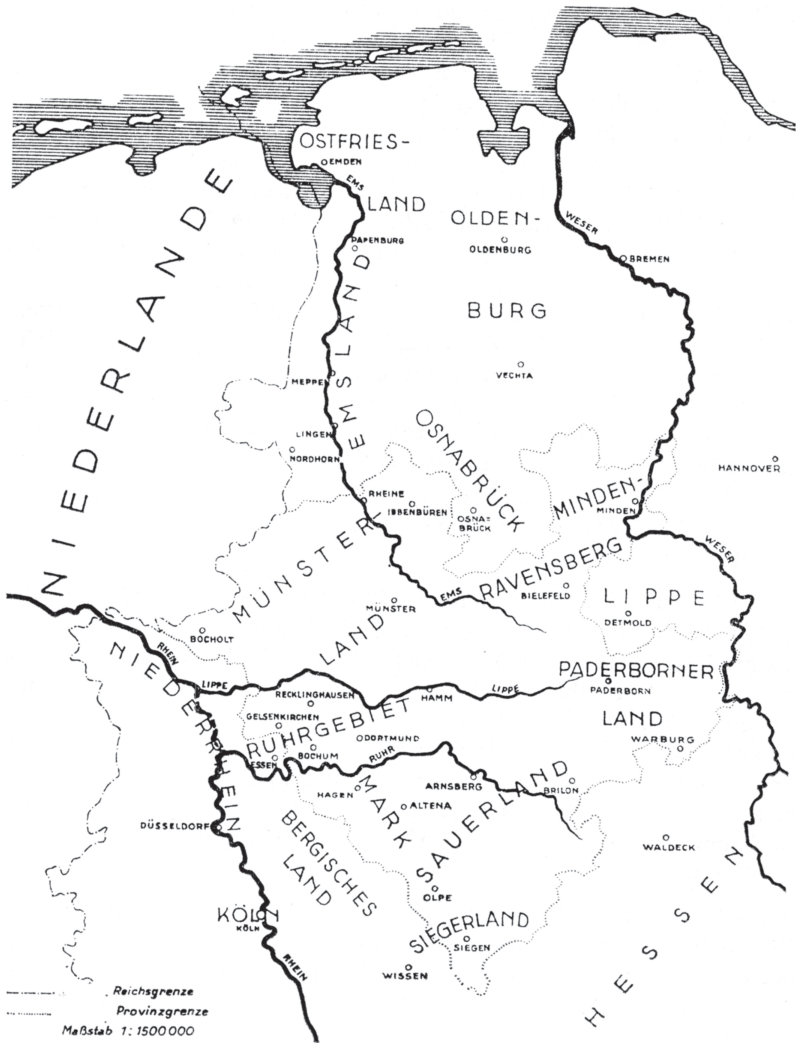 OSTFRIES-
EMDEN
EMS
LAND
OLDEN-
WESER
PAPENBURG
OLDENBURG
BREMEN
NIEDERLANDE
EMSLAND
BURG
VECHTA
MEPPEN
LINGEN
NORDHORN
OSNABRÜCK
HANNOVER
RHEINE
IBBENBÜREN
OSNA-
BRÜCK
MINDEN-
MINDEN
WESER
MÜNSTER-
RAVENSBERG
BIELEFELD
LIPPE
DETMOLD
EMS
MÜNSTER
LAND
BOCHOLT
NIEDERRHEIN
RHEIN
LIPPE
RECKLINGHAUSEN
HAMM
LIPPE
PADERBORNER
PADERBORN
LAND
WARBURG
GELSENKIRCHEN
RUHRGEBIET
DORTMUND
BOCHUM
ESSEN
RUHR
HAGEN
MARK
ALTENA
ARNSBERG
SAUERLAND
BRILON
DÜSSELDORF
BERGISCHES
LAND
WALDECK
OLPE
KÖLN
KÖLN
SIEGERLAND
SIEGEN
WISSEN
RHEIN
HESSEN
Reichsgrenze
Provinzgrenze
Maßstab 1:1500000